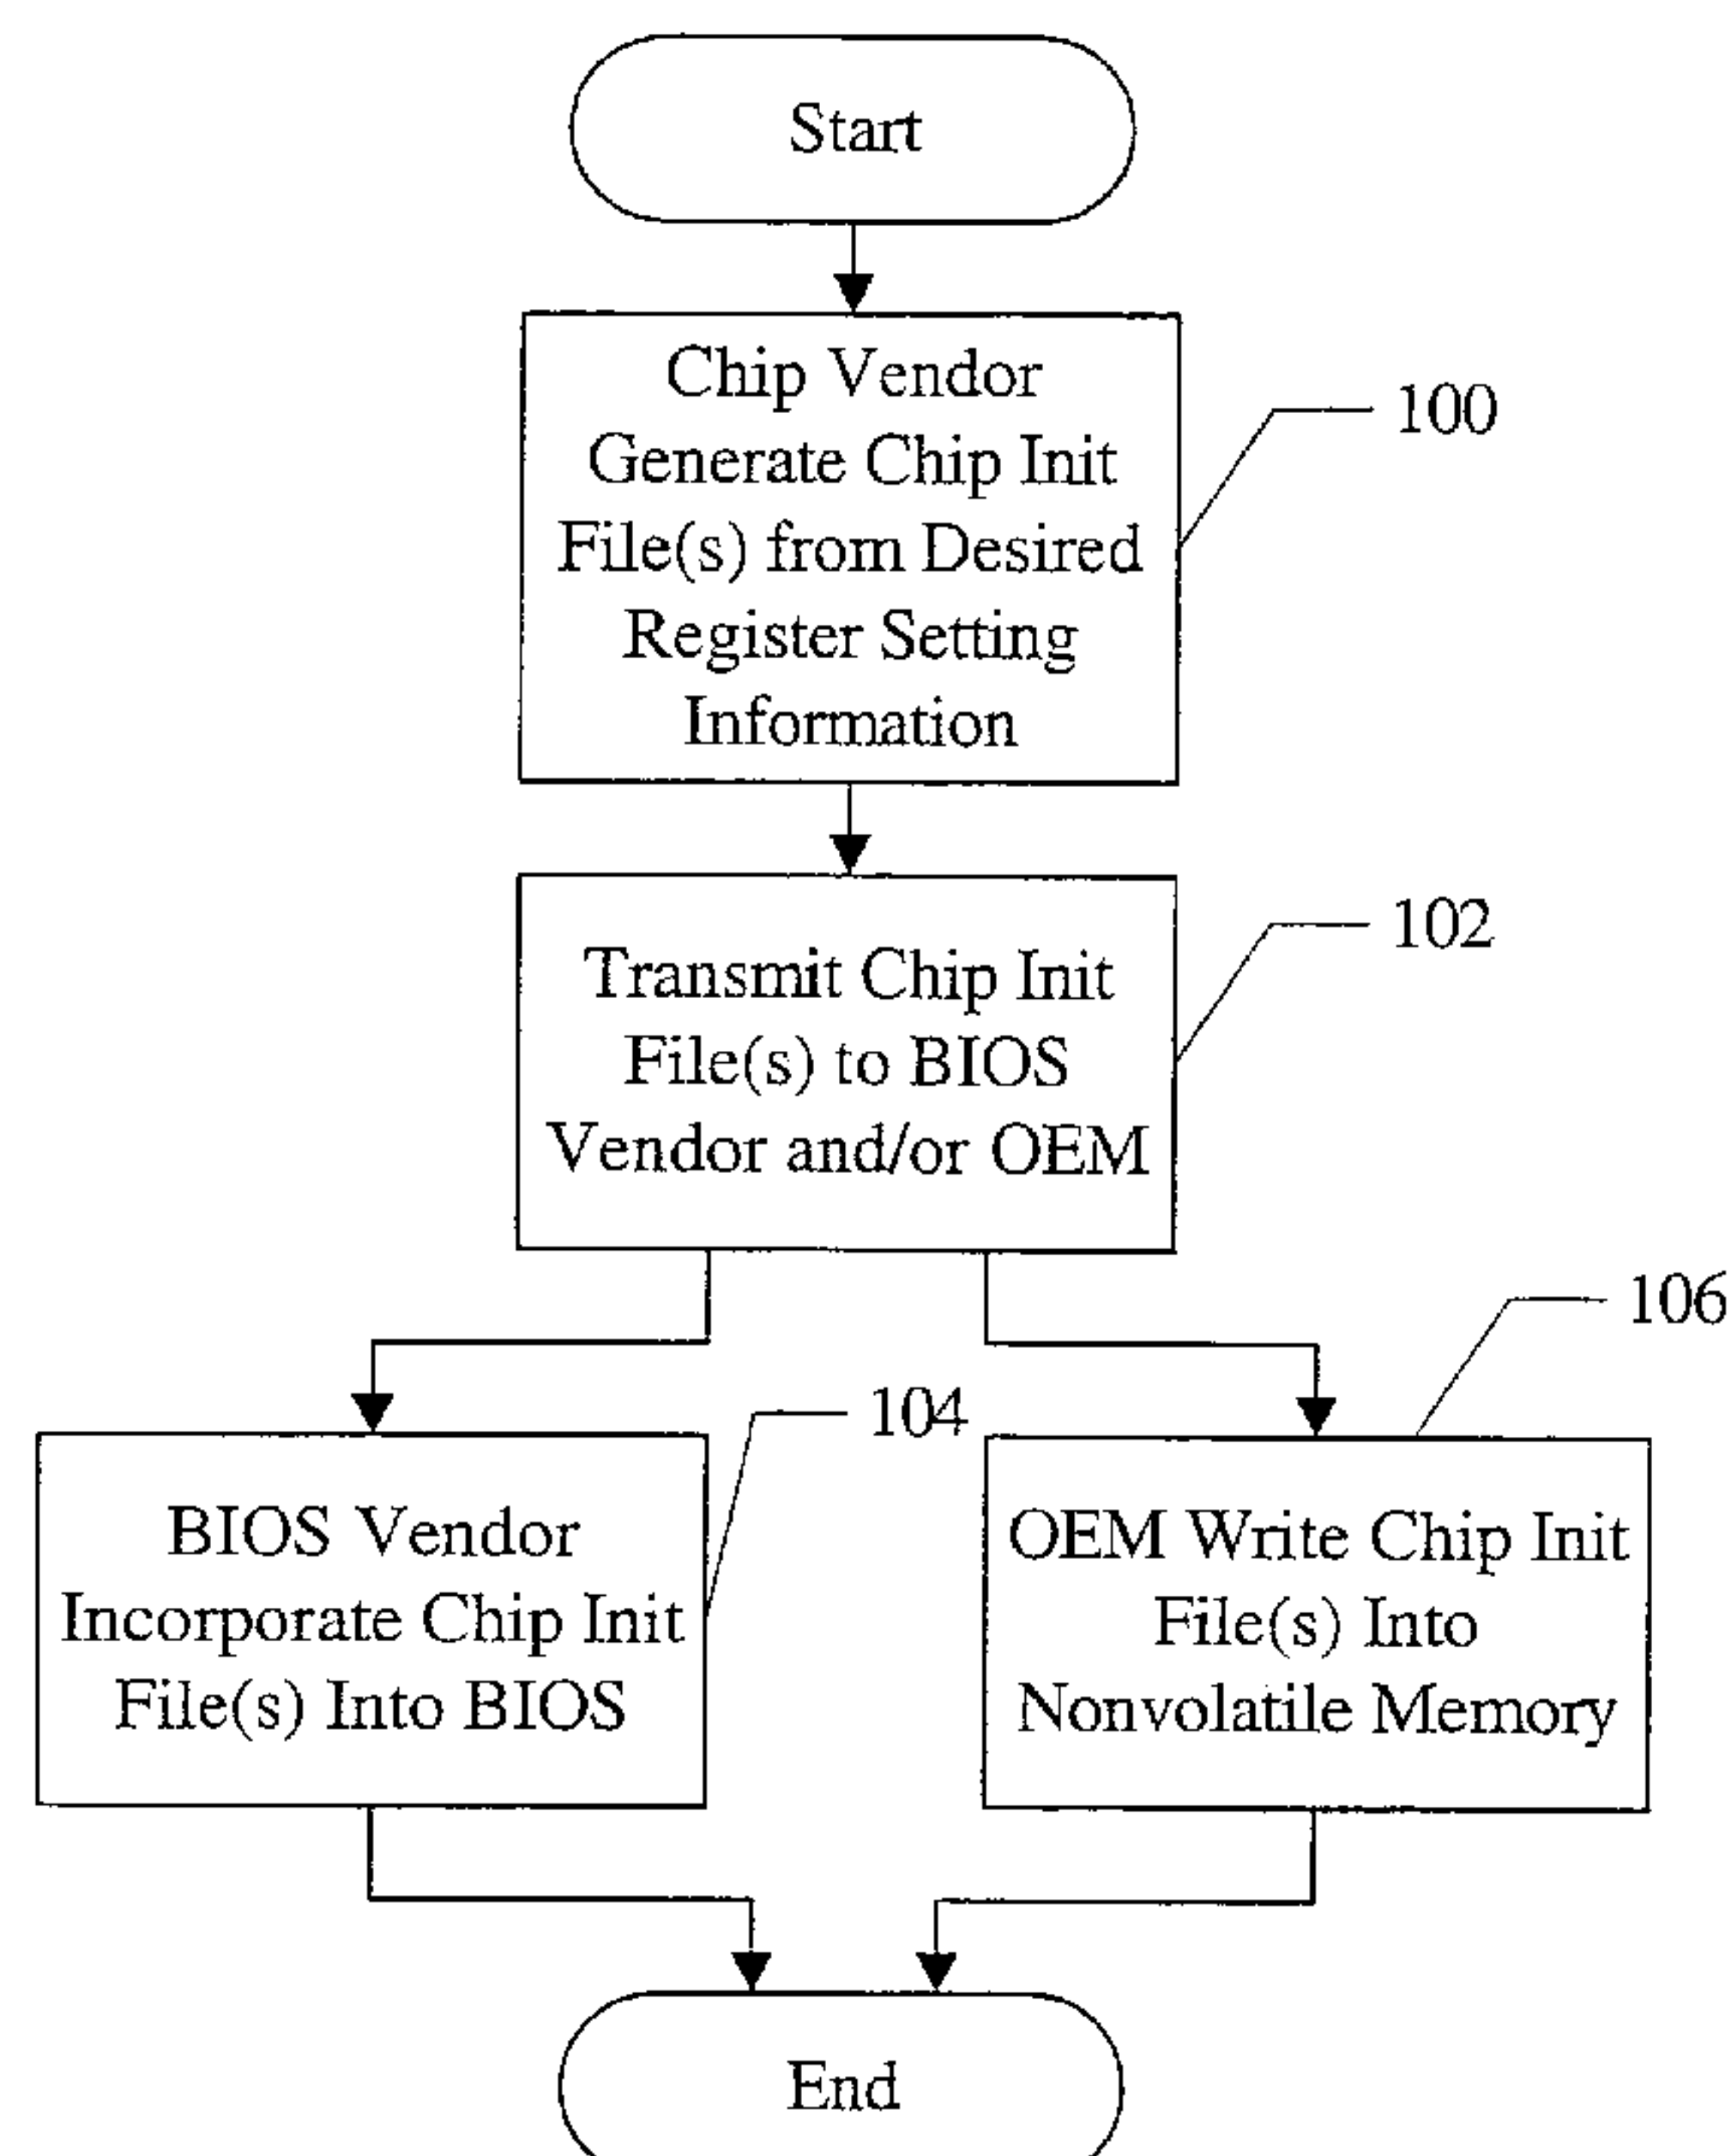 Start
Chip Vendor
Generate Chip Init
File(s) from Desired
Register Setting
Information
100
Transmit Chip Init
File(s) to BIOS
Vendor and/or OEM
102
106
104
BIOS Vendor
Incorporate Chip Init
File(s) Into BIOS
OEM Write Chip Init
File(s) Into
Nonvolatile Memory
End